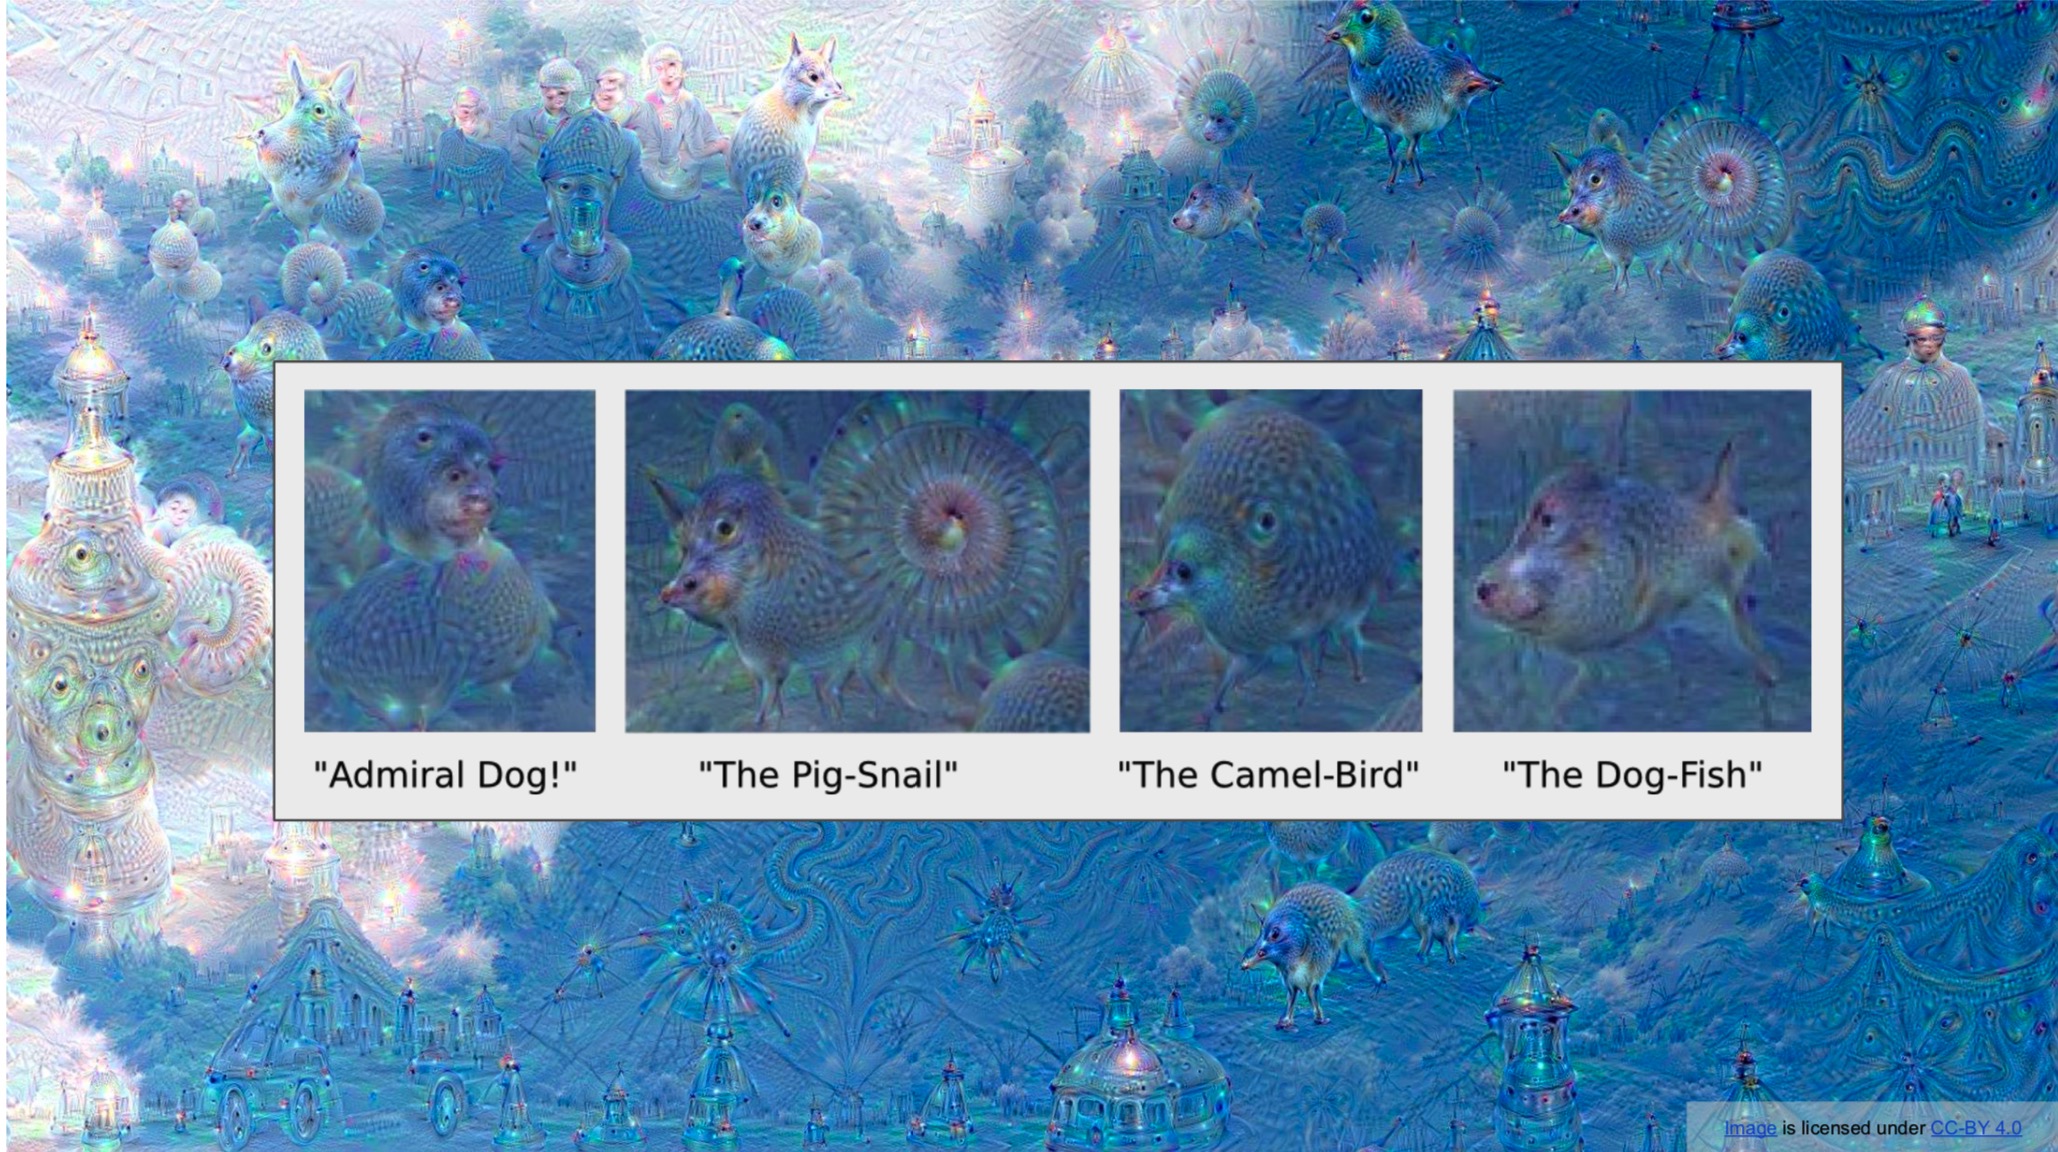 "Admiral Dog!"
"The Pig-Snail"
"The Camel-Bird"
"The Dog-Fish"
Image is licensed under CC-BY 4.0